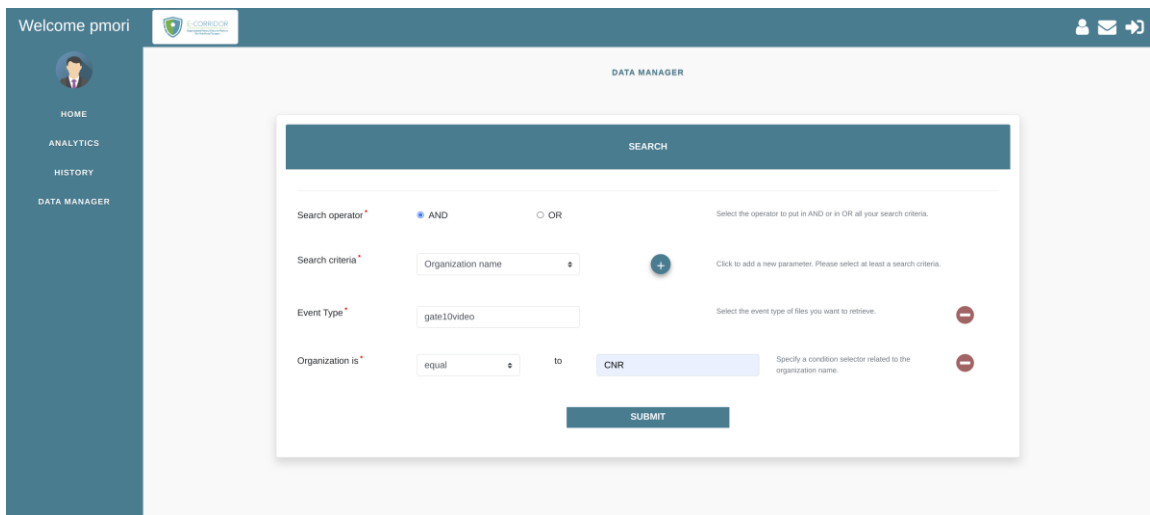 Welcome pmori
E-CORRIDOR
DATA MANAGER
HOME
ANALYTICS
HISTORY
DATA MANAGER
SEARCH
Search operator*
AND
OR
Select the operator to put in AND or in OR all your search criteria.
Search criteria*
Organization name
+
Click to add a new parameter. Please select at least a search criteria.
Event Type*
gate10video
Select the event type of files you want to retrieve.
Organization is*
equal
to
CNR
Specify a condition selector related to the
organization name.
SUBMIT